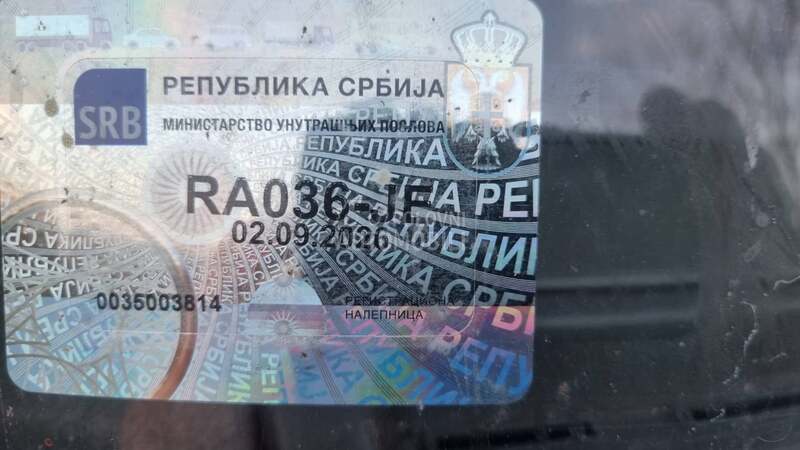 SRB
РЕПУБЛИКА СРБИЈА
МИНИСТАРСТВО УНУТРАШЊИХ ПОСЛОВА
RA036-JF
02.09.2026
0035003814
РЕГИСТРАЦИОНА
НАЛЕПНИЦА